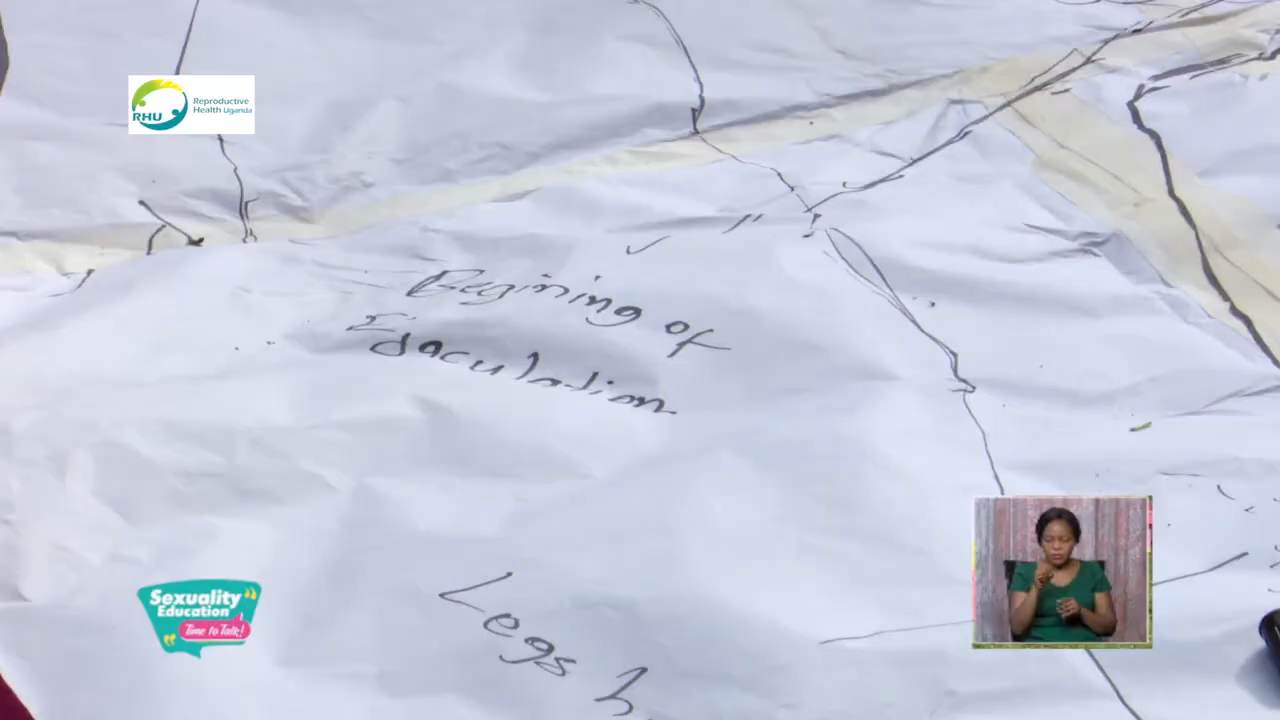 RHU Reproductive
Health Uganda
Begining of
Ejaculation
Legs h
Sexuality
Education
Time to Talk!